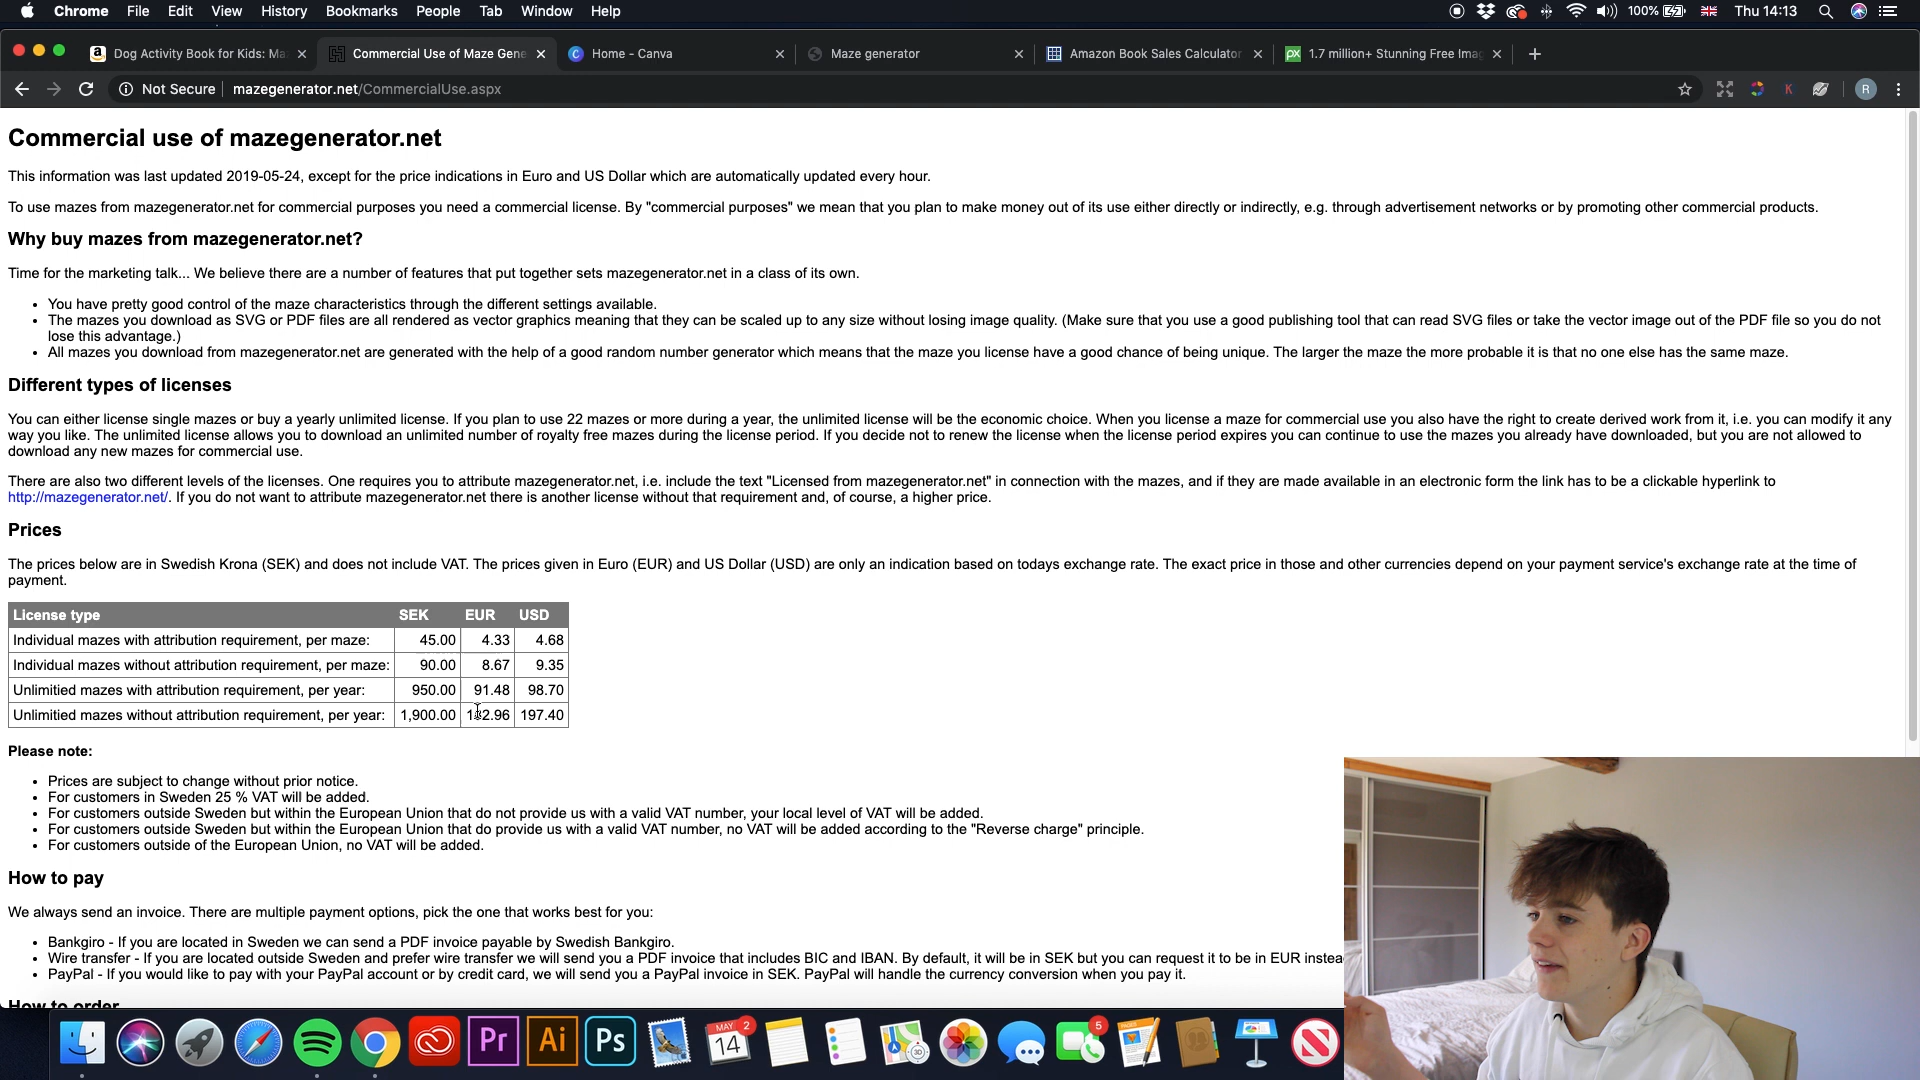 Chrome File Edit View History Bookmarks People Tab Window Help
100% Thu 14:13
Dog Activity Book for Kids: Ma
Commercial Use of Maze Gene
Home - Canva
Maze generator
Amazon Book Sales Calculator
1.7 million+ Stunning Free Imag
Not Secure | mazegenerator.net/CommercialUse.aspx
K
R
Commercial use of mazegenerator.net
This information was last updated 2019-05-24, except for the price indications in Euro and US Dollar which are automatically updated every hour.
To use mazes from mazegenerator.net for commercial purposes you need a commercial license. By "commercial purposes" we mean that you plan to make money out of its use either directly or indirectly, e.g. through advertisement networks or by promoting other commercial products.
Why buy mazes from mazegenerator.net?
Time for the marketing talk... We believe there are a number of features that put together sets mazegenerator.net in a class of its own.
• You have pretty good control of the maze characteristics through the different settings available.
• The mazes you download as SVG or PDF files are all rendered as vector graphics meaning that they can be scaled up to any size without losing image quality. (Make sure that you use a good publishing tool that can read SVG files or take the vector image out of the PDF file so you do not
lose this advantage.)
• All mazes you download from mazegenerator.net are generated with the help of a good random number generator which means that the maze you license have a good chance of being unique. The larger the maze the more probable it is that no one else has the same maze.
Different types of licenses
You can either license single mazes or buy a yearly unlimited license. If you plan to use 22 mazes or more during a year, the unlimited license will be the economic choice. When you license a maze for commercial use you also have the right to create derived work from it, i.e. you can modify it any
way you like. The unlimited license allows you to download an unlimited number of royalty free mazes during the license period. If you decide not to renew the license when the license period expires you can continue to use the mazes you already have downloaded, but you are not allowed to
download any new mazes for commercial use.
There are also two different levels of the licenses. One requires you to attribute mazegenerator.net, i.e. include the text "Licensed from mazegenerator.net" in connection with the mazes, and if they are made available in an electronic form the link has to be a clickable hyperlink to
http://mazegenerator.net/. If you do not want to attribute mazegenerator.net there is another license without that requirement and, of course, a higher price.
Prices
The prices below are in Swedish Krona (SEK) and does not include VAT. The prices given in Euro (EUR) and US Dollar (USD) are only an indication based on todays exchange rate. The exact price in those and other currencies depend on your payment service's exchange rate at the time of
payment.
License type SEK EUR USD
Individual mazes with attribution requirement, per maze: 45.00 4.33 4.68
Individual mazes without attribution requirement, per maze: 90.00 8.67 9.35
Unlimitied mazes with attribution requirement, per year: 950.00 91.48 98.70
Unlimitied mazes without attribution requirement, per year: 1,900.00 182.96 197.40
Please note:
• Prices are subject to change without prior notice.
• For customers in Sweden 25 % VAT will be added.
• For customers outside Sweden but within the European Union that do not provide us with a valid VAT number, your local level of VAT will be added.
• For customers outside Sweden but within the European Union that do provide us with a valid VAT number, no VAT will be added according to the "Reverse charge" principle.
• For customers outside of the European Union, no VAT will be added.
How to pay
We always send an invoice. There are multiple payment options, pick the one that works best for you:
• Bankgiro - If you are located in Sweden we can send a PDF invoice payable by Swedish Bankgiro.
• Wire transfer - If you are located outside Sweden and prefer wire transfer we will send you a PDF invoice that includes BIC and IBAN. By default, it will be in SEK but you can request it to be in EUR instea
• PayPal - If you would like to pay with your PayPal account or by credit card, we will send you a PayPal invoice in SEK. PayPal will handle the currency conversion when you pay it.
How to order
Pr Ai Ps MAY 14 2 5